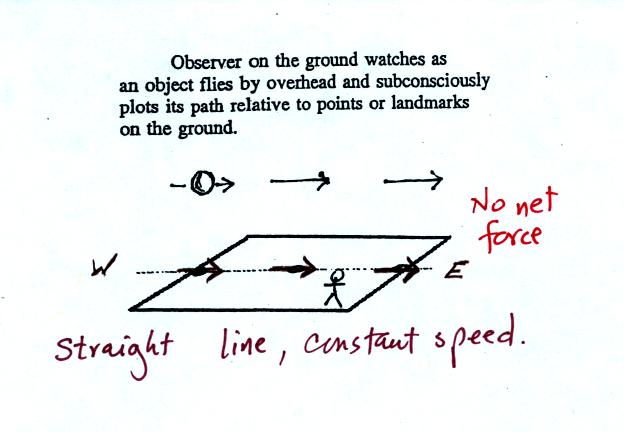 Observer on the ground watches as
an object flies by overhead and subconsciously
plots its path relative to points or landmarks
on the ground.
No net
force
W
E
Straight line, constant speed.